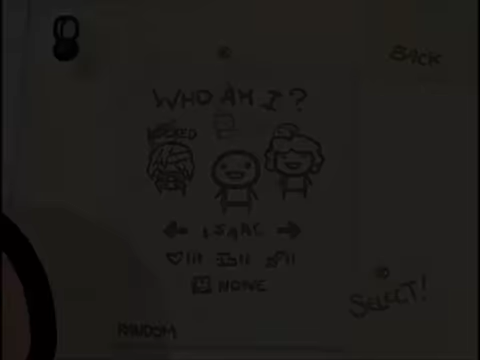 BACK
WHO AM I?
LOCKED
ISAAC
NONE
SELECT!
RANDOM